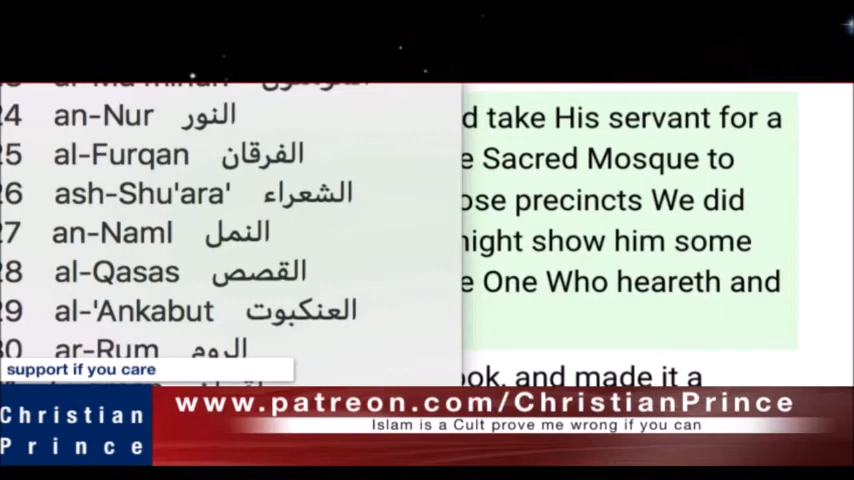 24 an-Nur النور
25 al-Furqan الفرقان
26 ash-Shu'ara' الشعراء
27 an-Naml النمل
28 al-Qasas القصص
29 al-'Ankabut العنكبوت
30 ar-Rum الروم
d take His servant for a
e Sacred Mosque to
ose precincts We did
night show him some
e One Who heareth and
ook, and made it a
support if you care
Christian
Prince
www.patreon.com/ChristianPrince
Islam is a Cult prove me wrong if you can